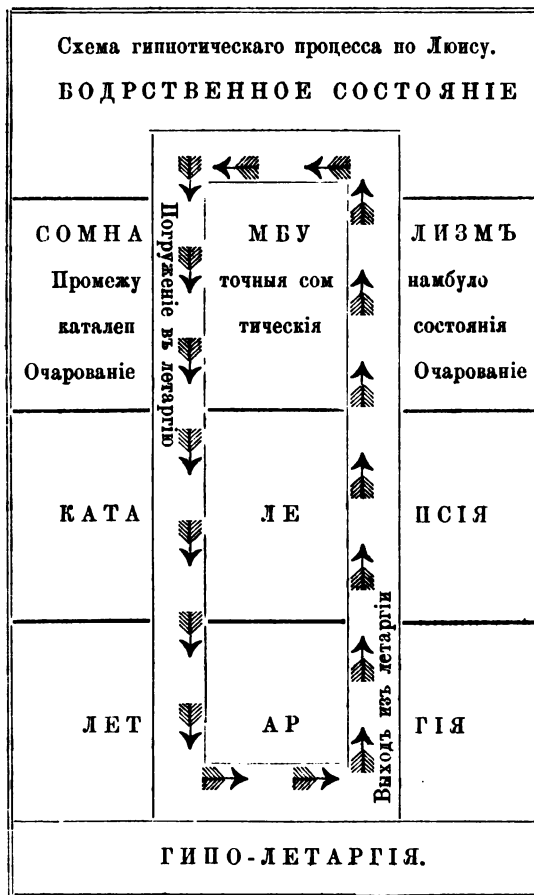 Схема гипнотическаго процесса по Люису.
БОДРСТВЕННОЕ СОСТОЯНІЕ
СОМНА МБУ ЛИЗМЪ
Промежу точныя сом намбуло
каталеп тическія состоянія
Очарованіе Очарованіе
Погруженіе въ летаргію
КАТА ЛЕ ПСІЯ
Выходъ изъ летаргіи
ЛЕТ АР ГІЯ
ГИПО-ЛЕТАРГІЯ.